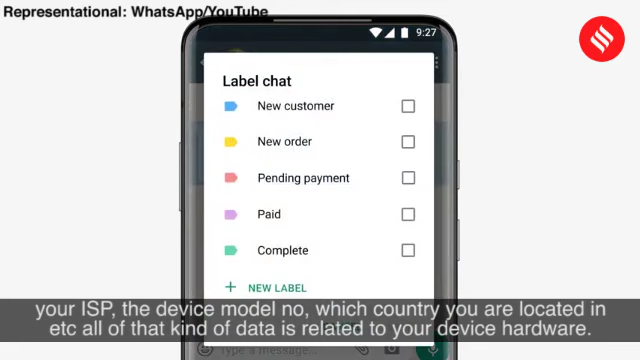 Representational: WhatsApp/YouTube
9:27
Label chat
New customer
New order
Pending payment
Paid
Complete
+ NEW LABEL
your ISP, the device model no, which country you are located in
etc all of that kind of data is related to your device hardware.
Type a message...